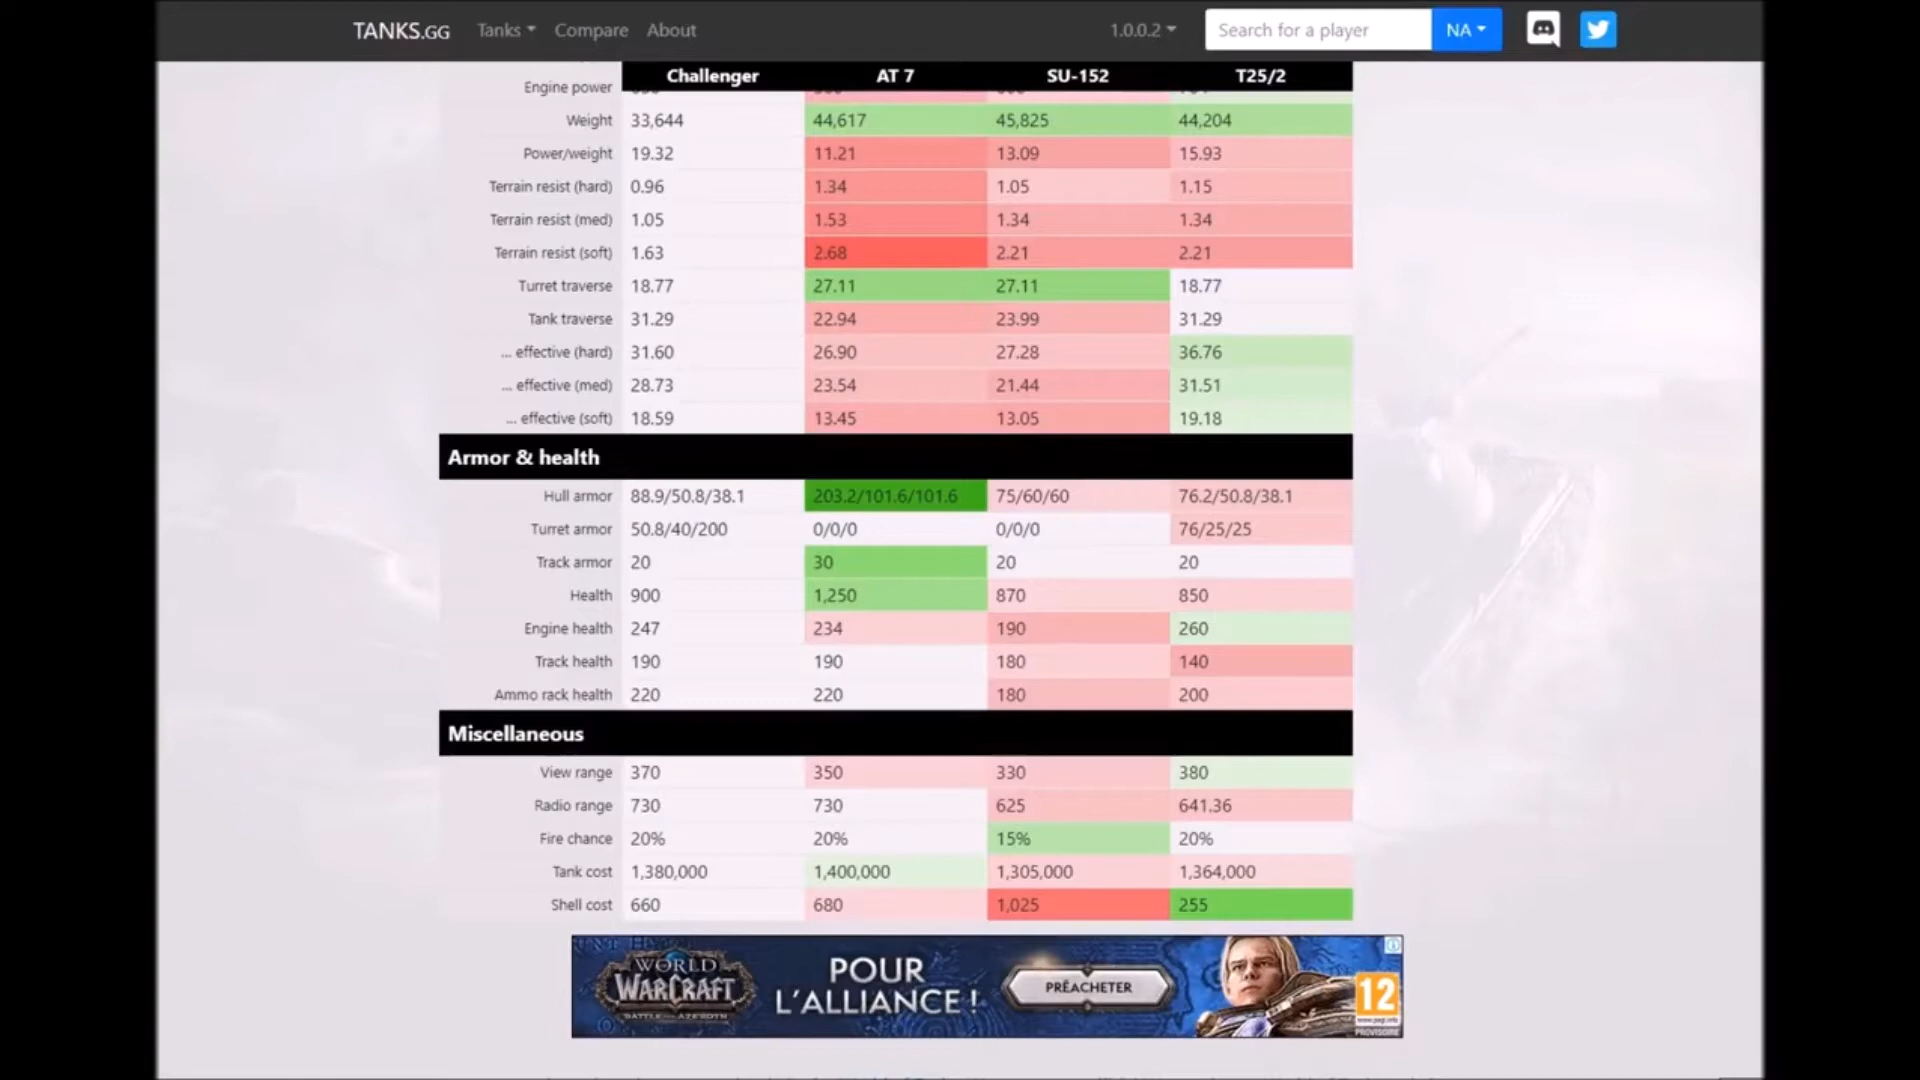 TANKS.GG Tanks Compare About 1.0.0.2 Search for a player NA
Challenger AT 7 SU-152 T25/2
Engine power
Weight 33,644 44,617 45,825 44,204
Power/weight 19.32 11.21 13.09 15.93
Terrain resist (hard) 0.96 1.34 1.05 1.15
Terrain resist (med) 1.05 1.53 1.34 1.34
Terrain resist (soft) 1.63 2.68 2.21 2.21
Turret traverse 18.77 27.11 27.11 18.77
Tank traverse 31.29 22.94 23.99 31.29
... effective (hard) 31.60 26.90 27.28 36.76
... effective (med) 28.73 23.54 21.44 31.51
... effective (soft) 18.59 13.45 13.05 19.18
Armor & health
Hull armor 88.9/50.8/38.1 203.2/101.6/101.6 75/60/60 76.2/50.8/38.1
Turret armor 50.8/40/200 0/0/0 0/0/0 76/25/25
Track armor 20 30 20 20
Health 900 1,250 870 850
Engine health 247 234 190 260
Track health 190 190 180 140
Ammo rack health 220 220 180 200
Miscellaneous
View range 370 350 330 380
Radio range 730 730 625 641.36
Fire chance 20% 20% 15% 20%
Tank cost 1,380,000 1,400,000 1,305,000 1,364,000
Shell cost 660 680 1,025 255
WORLD
WARCRAFT
BATTLE FOR AZEROTH
POUR
L'ALLIANCE !
PRÉACHETER
12
www.pegi.info
PROVISOIRE